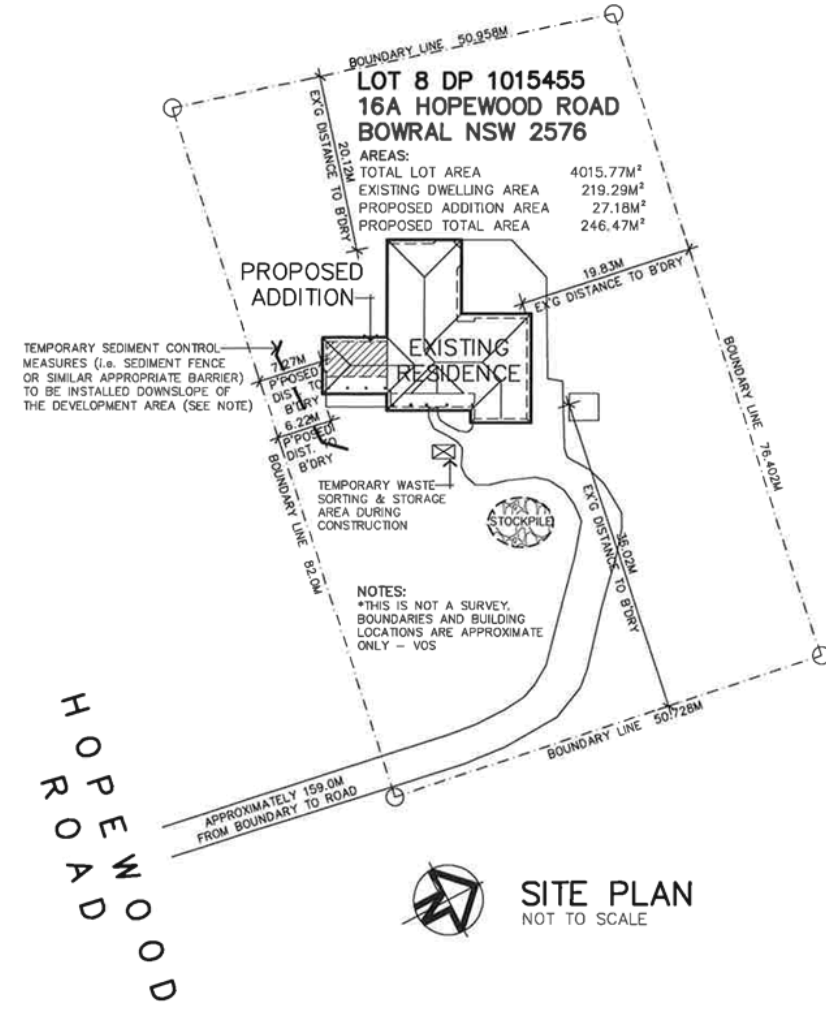 BOUNDARY LINE 50.958M
LOT 8 DP 1015455
16A HOPEWOOD ROAD
BOWRAL NSW 2576
AREAS:
TOTAL LOT AREA 4015.77M²
EXISTING DWELLING AREA 219.29M²
PROPOSED ADDITION AREA 27.18M²
PROPOSED TOTAL AREA 246.47M²
20.12M
EX'G DISTANCE TO B'DRY
19.83M
EX'G DISTANCE TO B'DRY
PROPOSED
ADDITION
EXISTING
RESIDENCE
TEMPORARY SEDIMENT CONTROL
MEASURES (i.e. SEDIMENT FENCE
OR SIMILAR APPROPRIATE BARRIER)
TO BE INSTALLED DOWNSLOPE OF
THE DEVELOPMENT AREA (SEE NOTE)
7.27M
P'POSED
DIST. TO
B'DRY
6.22M
P'POSED
DIST. TO
B'DRY
BOUNDARY LINE 82.0M
BOUNDARY LINE 76.402M
TEMPORARY WASTE
SORTING & STORAGE
AREA DURING
CONSTRUCTION
STOCKPILE
36.02M
EX'G DISTANCE TO B'DRY
NOTES:
*THIS IS NOT A SURVEY,
BOUNDARIES AND BUILDING
LOCATIONS ARE APPROXIMATE
ONLY – VOS
BOUNDARY LINE 50.728M
APPROXIMATELY 159.0M
FROM BOUNDARY TO ROAD
HOPEWOOD
ROAD
N
SITE PLAN
NOT TO SCALE